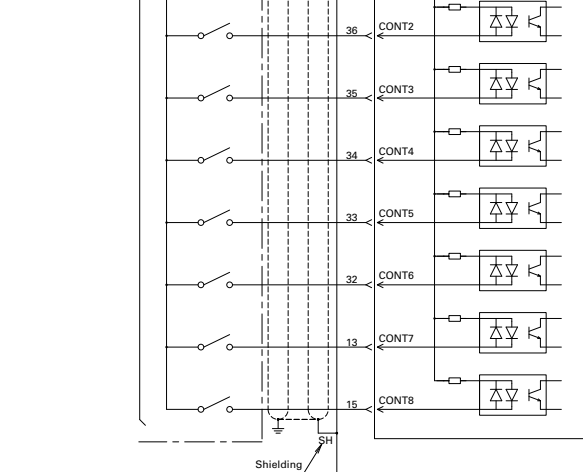 36 CONT2
35 CONT3
34 CONT4
33 CONT5
32 CONT6
13 CONT7
15 CONT8
SH
Shielding